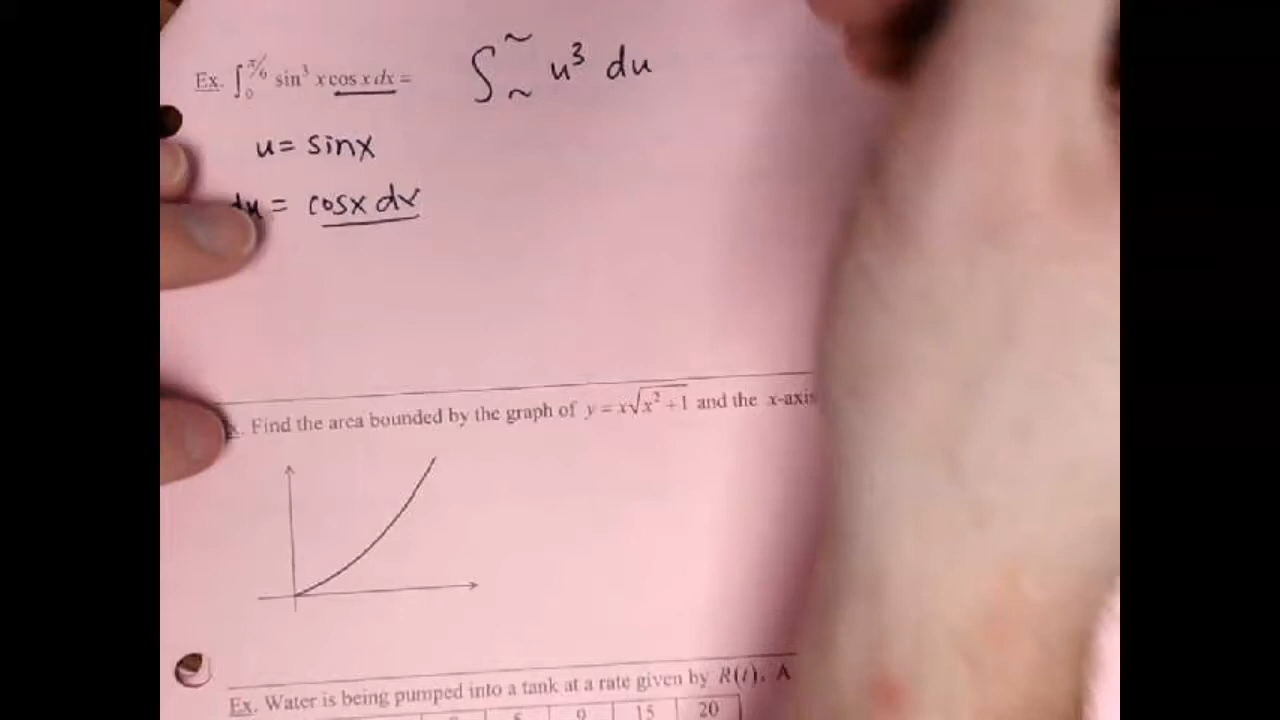 Ex. ∫₀^π/6 sin³ x cos x dx = ∫~^~ u³ du
u = sinx
du = cosx dx
Find the area bounded by the graph of y = x√x² + 1 and the x-axis
Ex. Water is being pumped into a tank at a rate given by R(t). A
5 9 15 20